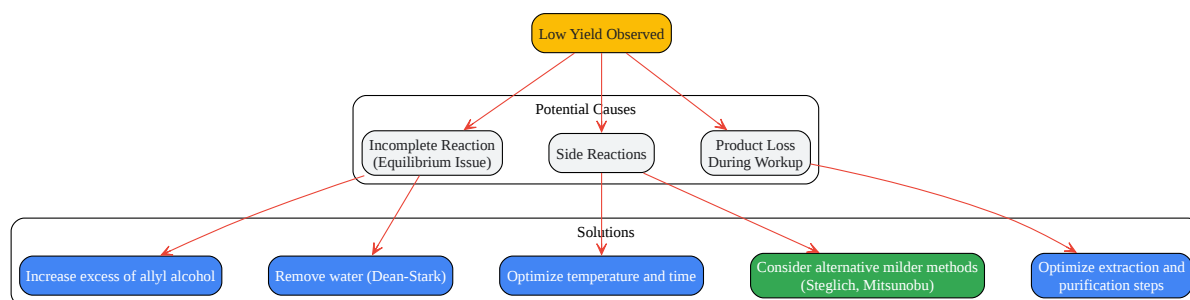 Low Yield Observed
Potential Causes
Incomplete Reaction
(Equilibrium Issue)
Side Reactions
Product Loss
During Workup
Solutions
Increase excess of allyl alcohol
Remove water (Dean-Stark)
Optimize temperature and time
Consider alternative milder methods
(Steglich, Mitsunobu)
Optimize extraction and
purification steps